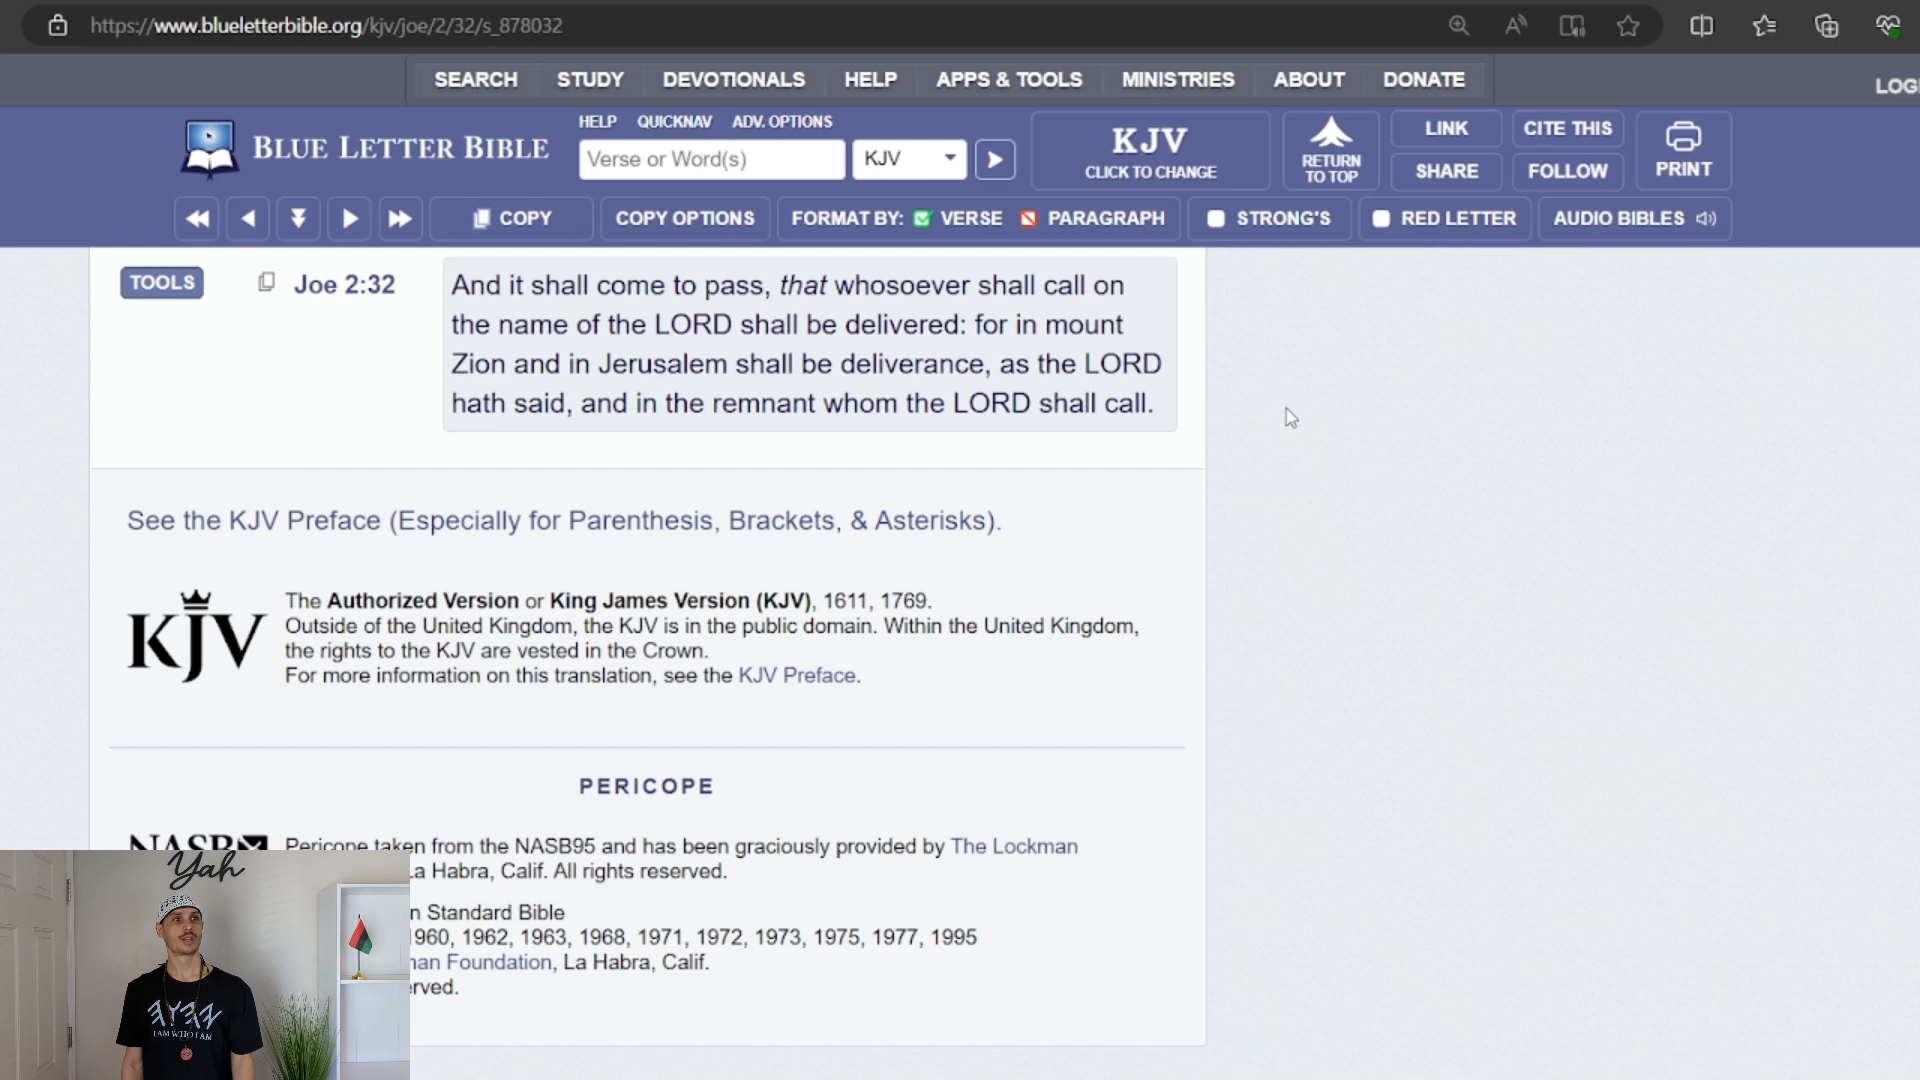 https://www.blueletterbible.org/kjv/joe/2/32/s_878032
SEARCH STUDY DEVOTIONALS HELP APPS & TOOLS MINISTRIES ABOUT DONATE
LOGI
BLUE LETTER BIBLE
HELP QUICKNAV ADV. OPTIONS
Verse or Word(s)
KJV
KJV
CLICK TO CHANGE
RETURN
TO TOP
LINK
CITE THIS
SHARE
FOLLOW
PRINT
COPY
COPY OPTIONS
FORMAT BY: VERSE PARAGRAPH
STRONG'S
RED LETTER
AUDIO BIBLES
TOOLS
Joe 2:32
And it shall come to pass, that whosoever shall call on
the name of the LORD shall be delivered: for in mount
Zion and in Jerusalem shall be deliverance, as the LORD
hath said, and in the remnant whom the LORD shall call.
See the KJV Preface (Especially for Parenthesis, Brackets, & Asterisks).
KJV
The Authorized Version or King James Version (KJV), 1611, 1769.
Outside of the United Kingdom, the KJV is in the public domain. Within the United Kingdom,
the rights to the KJV are vested in the Crown.
For more information on this translation, see the KJV Preface.
PERICOPE
NASB
Pericope taken from the NASB95 and has been graciously provided by The Lockman
La Habra, Calif. All rights reserved.
n Standard Bible
1960, 1962, 1963, 1968, 1971, 1972, 1973, 1975, 1977, 1995
man Foundation, La Habra, Calif.
erved.
Yah
𐤉𐤄𐤅𐤄
I AM WHO I AM